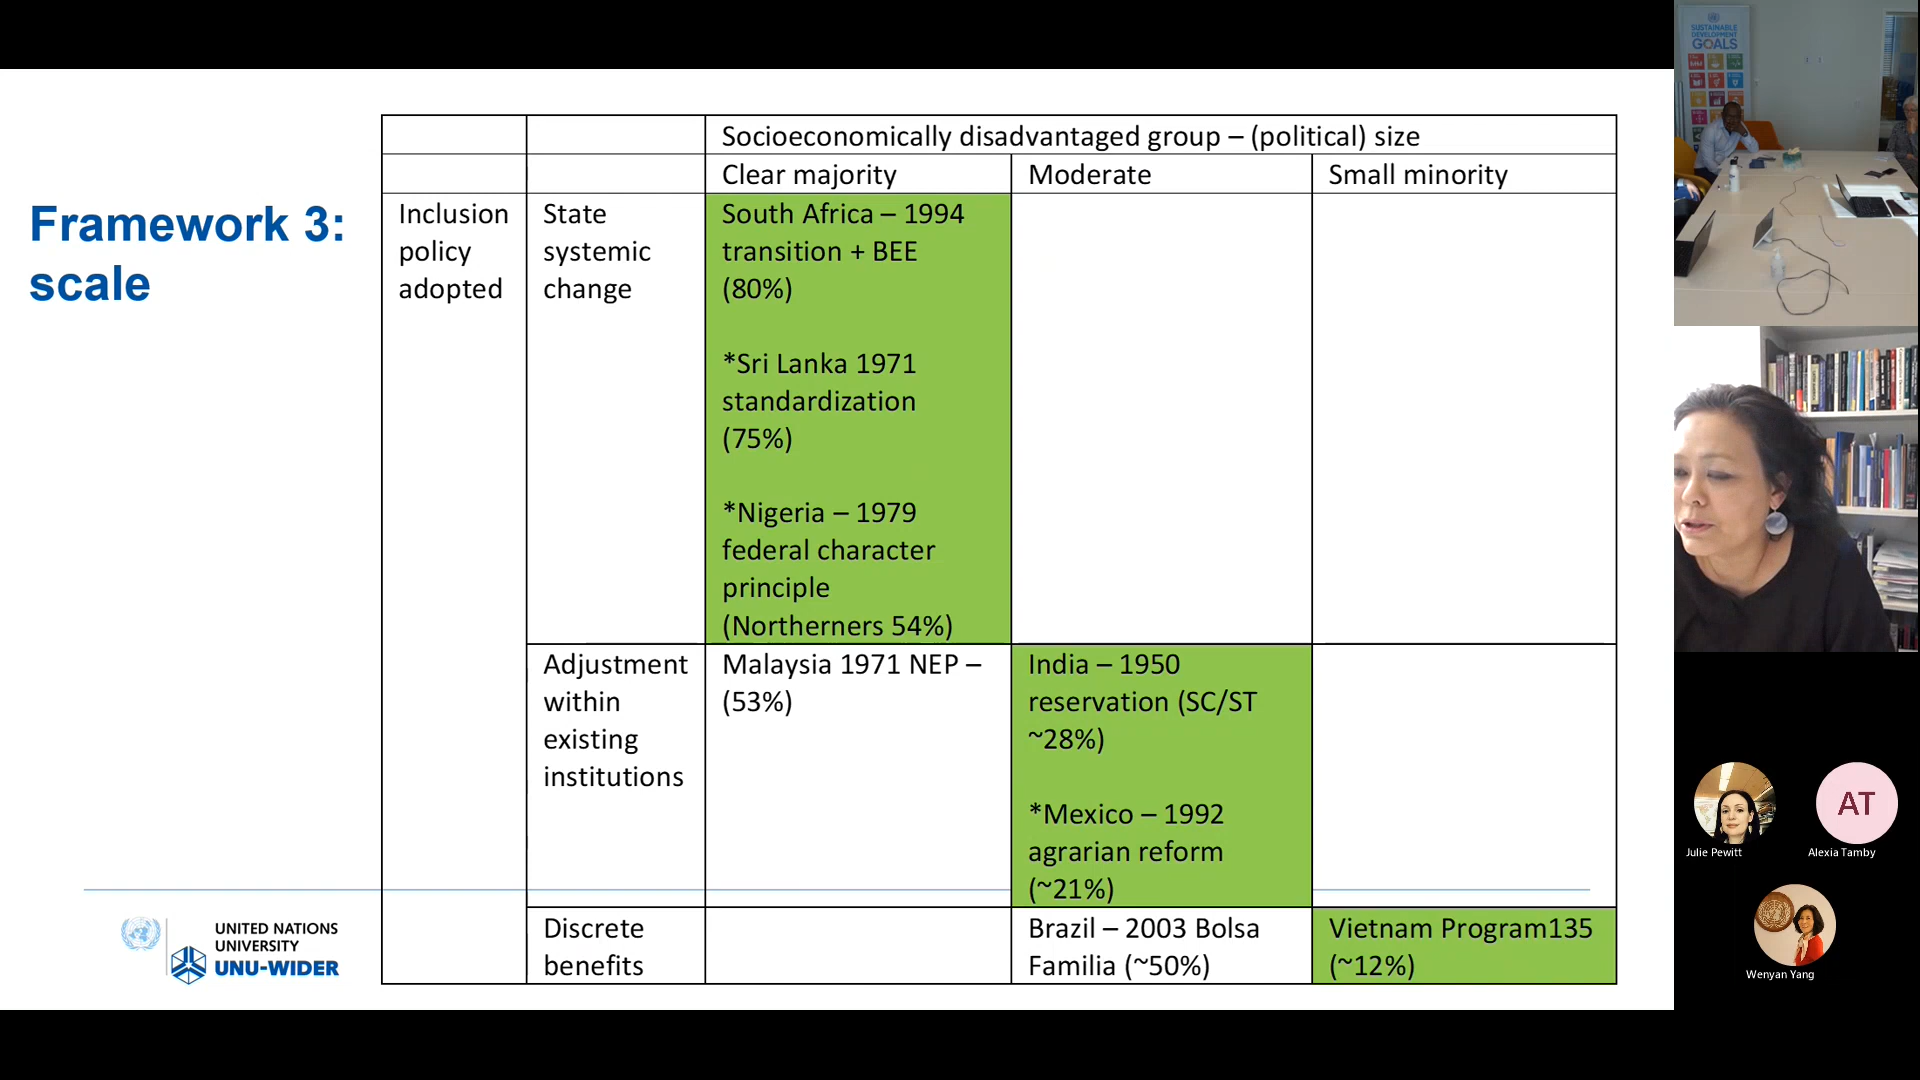 Framework 3:
scale
Socioeconomically disadvantaged group – (political) size
Clear majority
Moderate
Small minority
Inclusion
policy
adopted
State
systemic
change
South Africa – 1994
transition + BEE
(80%)
*Sri Lanka 1971
standardization
(75%)
*Nigeria – 1979
federal character
principle
(Northerners 54%)
Adjustment
within
existing
institutions
Malaysia 1971 NEP –
(53%)
India – 1950
reservation (SC/ST
~28%)
*Mexico – 1992
agrarian reform
(~21%)
Discrete
benefits
Brazil – 2003 Bolsa
Familia (~50%)
Vietnam Program135
(~12%)
UNITED NATIONS
UNIVERSITY
UNU-WIDER
SUSTAINABLE
DEVELOPMENT
GOALS
AT
Julie Pewitt
Alexia Tamby
Wenyan Yang